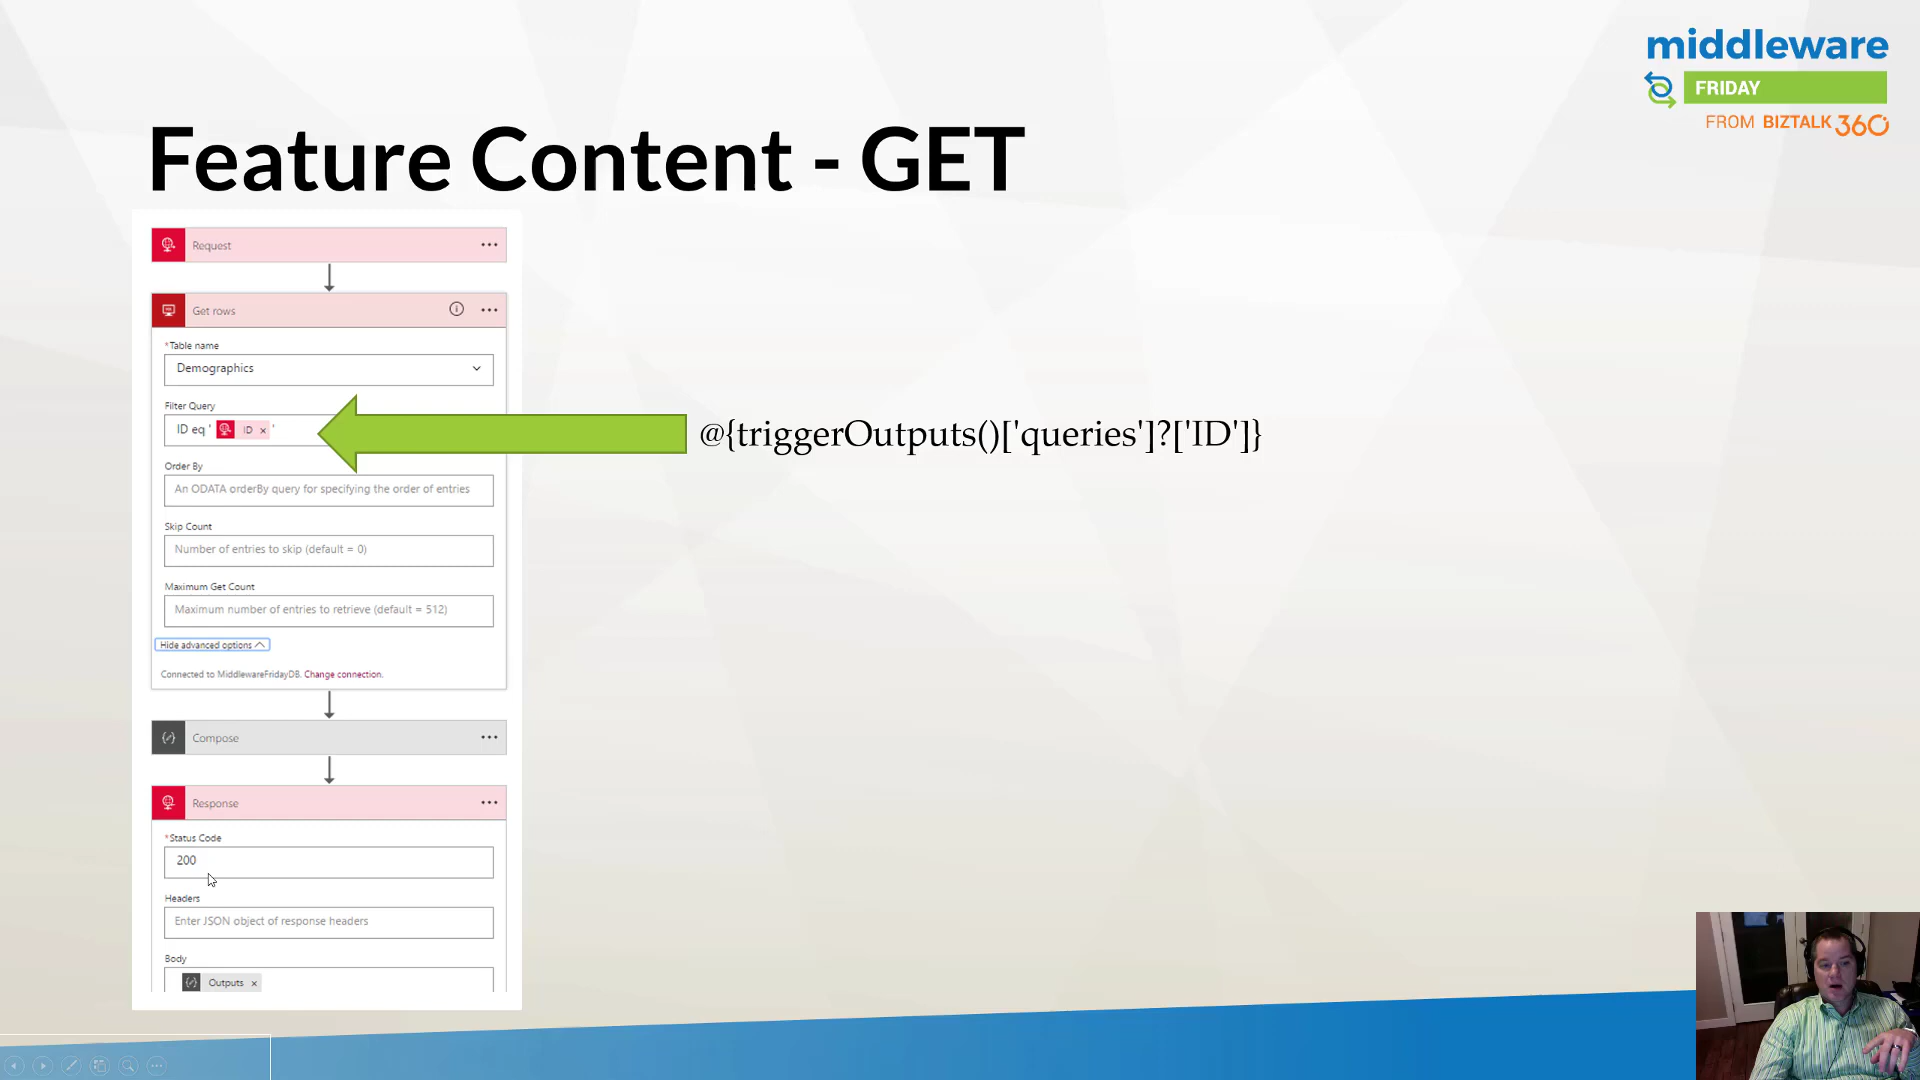 middleware
FRIDAY
FROM BIZTALK 360
Feature Content - GET
Request
Get rows
*Table name
Demographics
Filter Query
ID eq ' ID × '
@{triggerOutputs()['queries']?['ID']}
Order By
An ODATA orderBy query for specifying the order of entries
Skip Count
Number of entries to skip (default = 0)
Maximum Get Count
Maximum number of entries to retrieve (default = 512)
Hide advanced options
Connected to MiddlewareFridayDB. Change connection.
Compose
Response
*Status Code
200
Headers
Enter JSON object of response headers
Body
Outputs ×